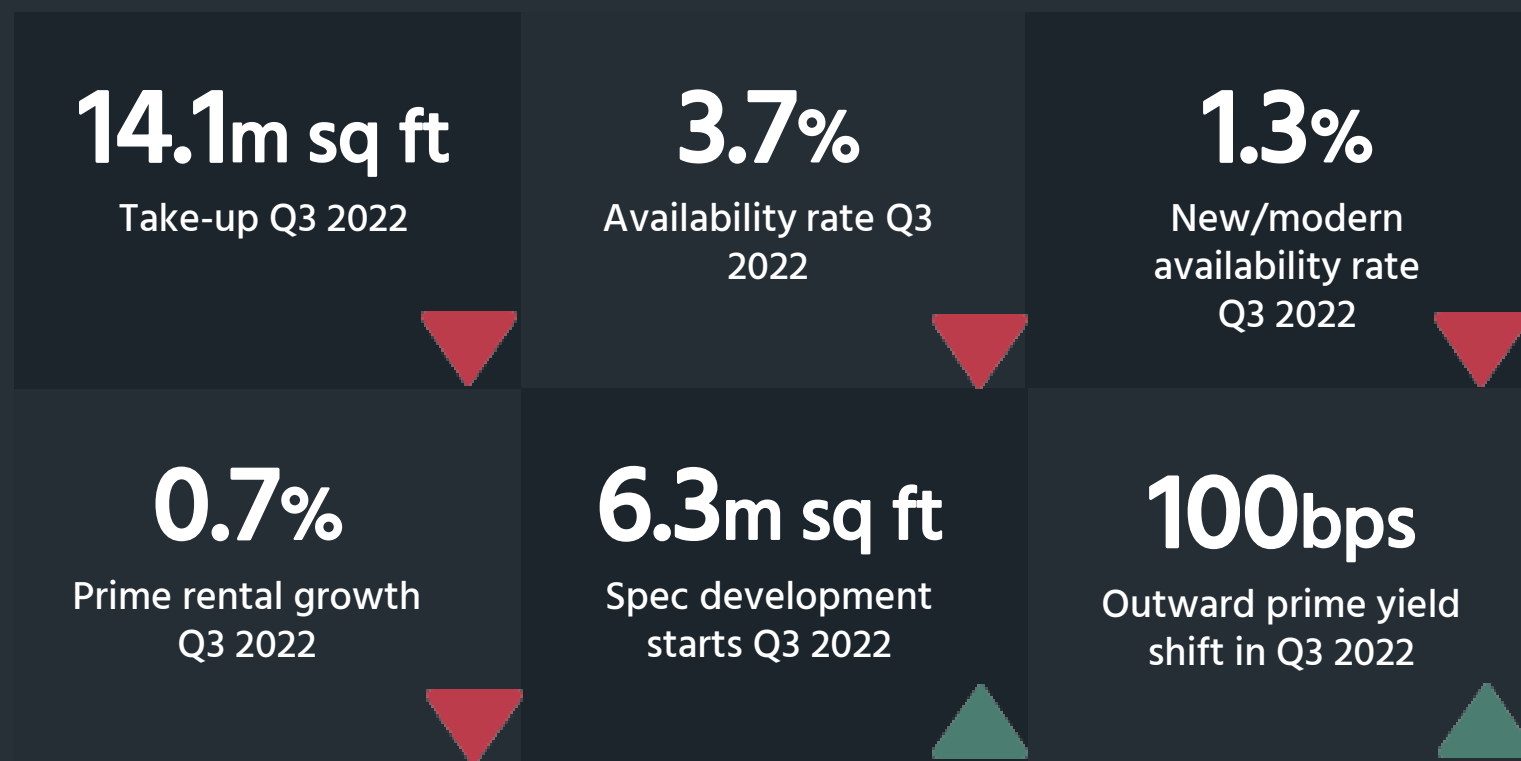 14.1m sq ft
Take-up Q3 2022
3.7%
Availability rate Q3
2022
1.3%
New/modern
availability rate
Q3 2022
0.7%
Prime rental growth
Q3 2022
6.3m sq ft
Spec development
starts Q3 2022
100bps
Outward prime yield
shift in Q3 2022